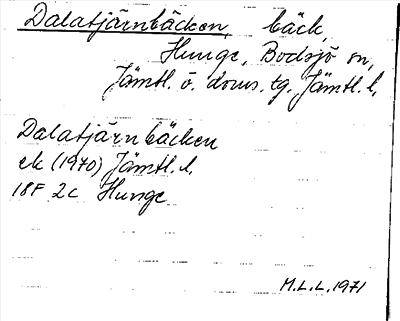 Dalatjärnbäcken, bäck,
Hunge, Bodsjö sn,
Jämtl. ö. doms. tg. Jämtl. l.
Dalatjärnbäcken
ek (1970) Jämtl. l.
18F 2c Hunge
M.L.L. 1971